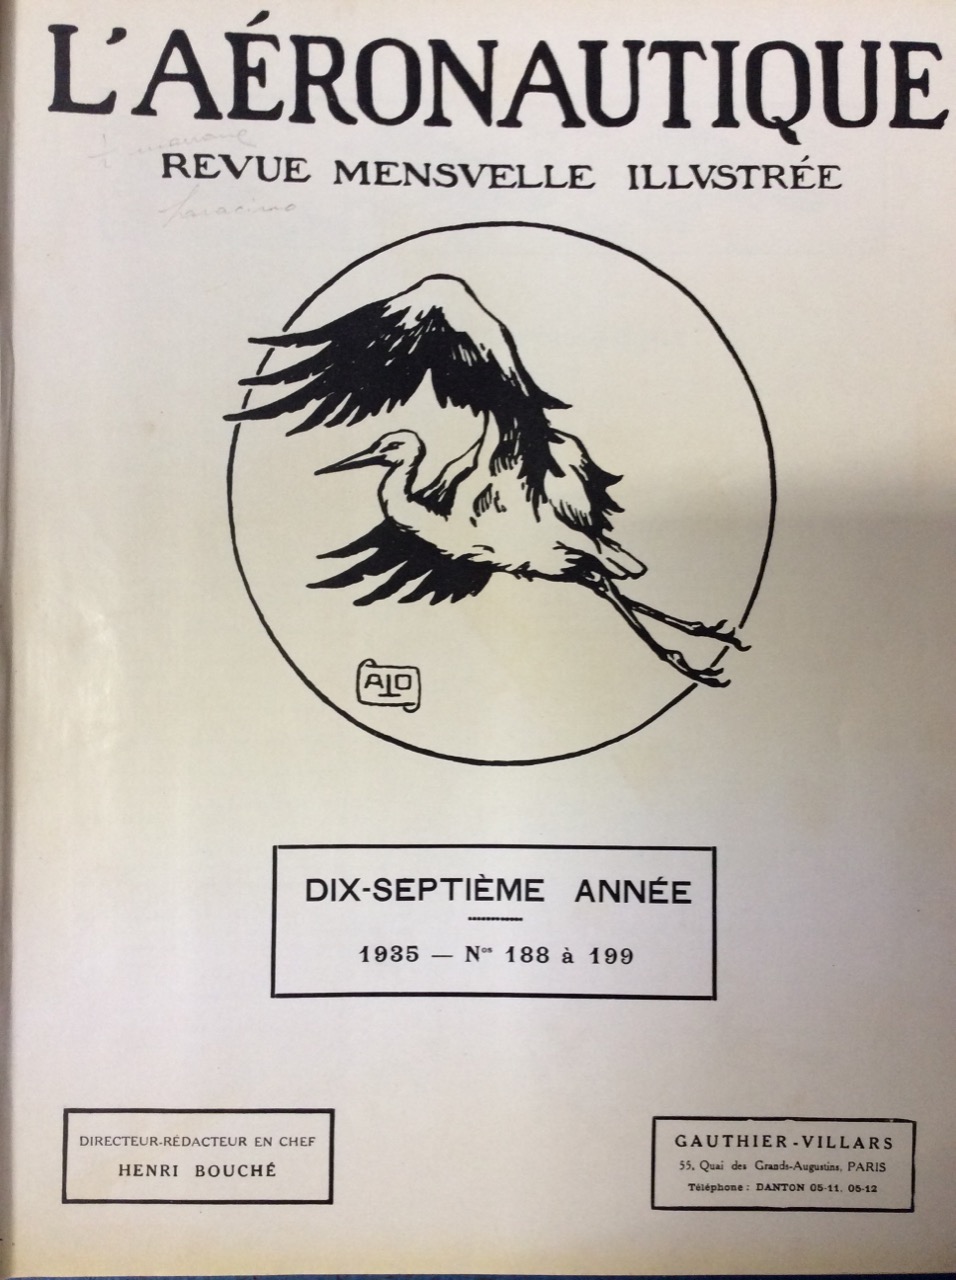 L'AÉRONAUTIQUE
REVUE MENSVELLE ILLVSTRÉE
ALO
DIX-SEPTIÈME ANNÉE
1935 — Nos 188 à 199
DIRECTEUR-RÉDACTEUR EN CHEF
HENRI BOUCHÉ
GAUTHIER-VILLARS
55, Quai des Grands-Augustins, PARIS
Téléphone : DANTON 05-11, 05-12